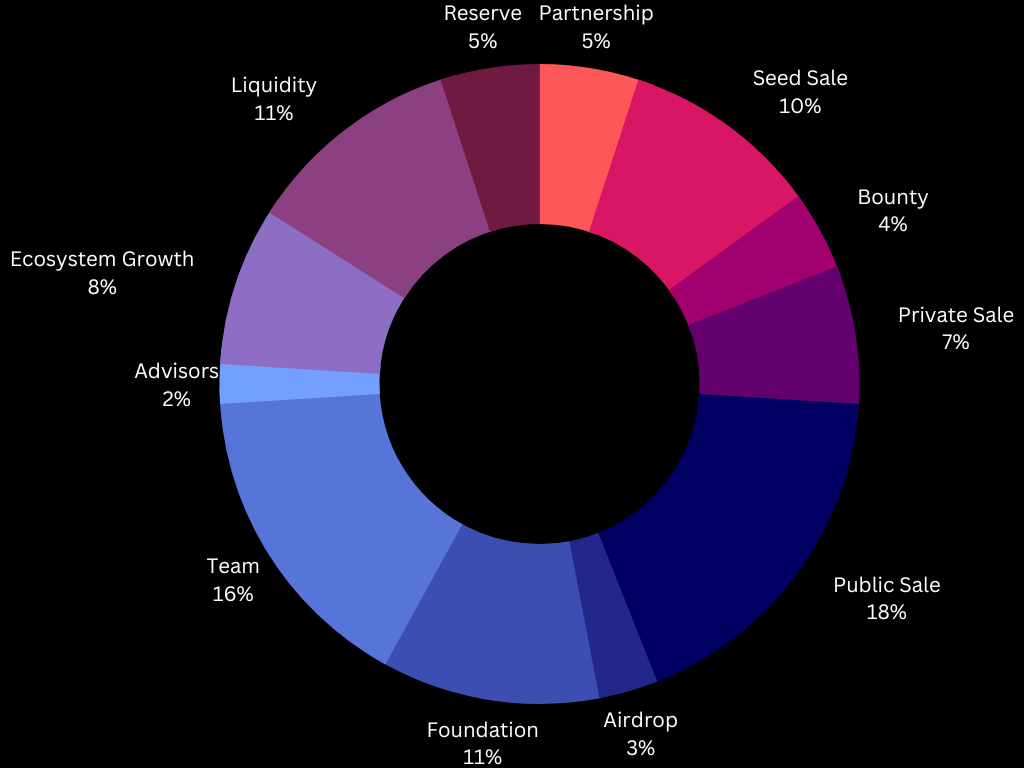 Reserve
5%
Partnership
5%
Seed Sale
10%
Bounty
4%
Private Sale
7%
Public Sale
18%
Airdrop
3%
Foundation
11%
Team
16%
Advisors
2%
Ecosystem Growth
8%
Liquidity
11%